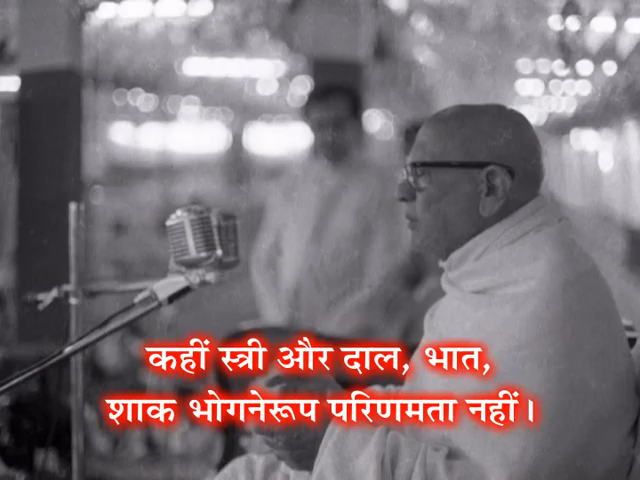 कहीं स्त्री और दाल, भात,
शाक भोगनेरूप परिणमता नहीं।